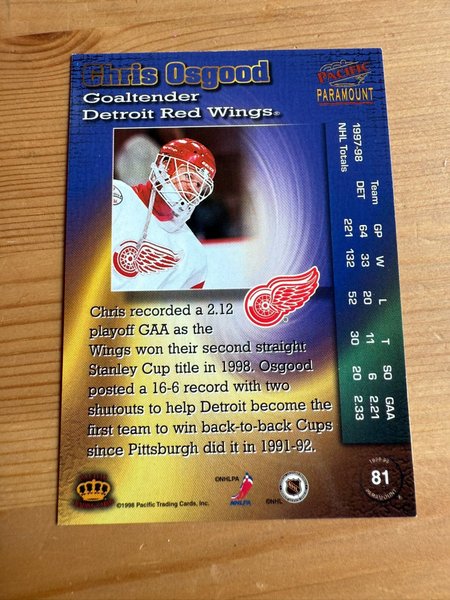 Chris Osgood
Goaltender
Detroit Red Wings®
PACIFIC
PARAMOUNT
Team GP W L T SO GAA
1997-98 DET 64 33 20 11 6 2.21
NHL Totals 221 132 52 30 20 2.33
Chris recorded a 2.12
playoff GAA as the
Wings won their second straight
Stanley Cup title in 1998. Osgood
posted a 16-6 record with two
shutouts to help Detroit become the
first team to win back-to-back Cups
since Pittsburgh did it in 1991-92.
©NHLPA
©NHL
NHLPA
NHL
©1998 Pacific Trading Cards, Inc.
81